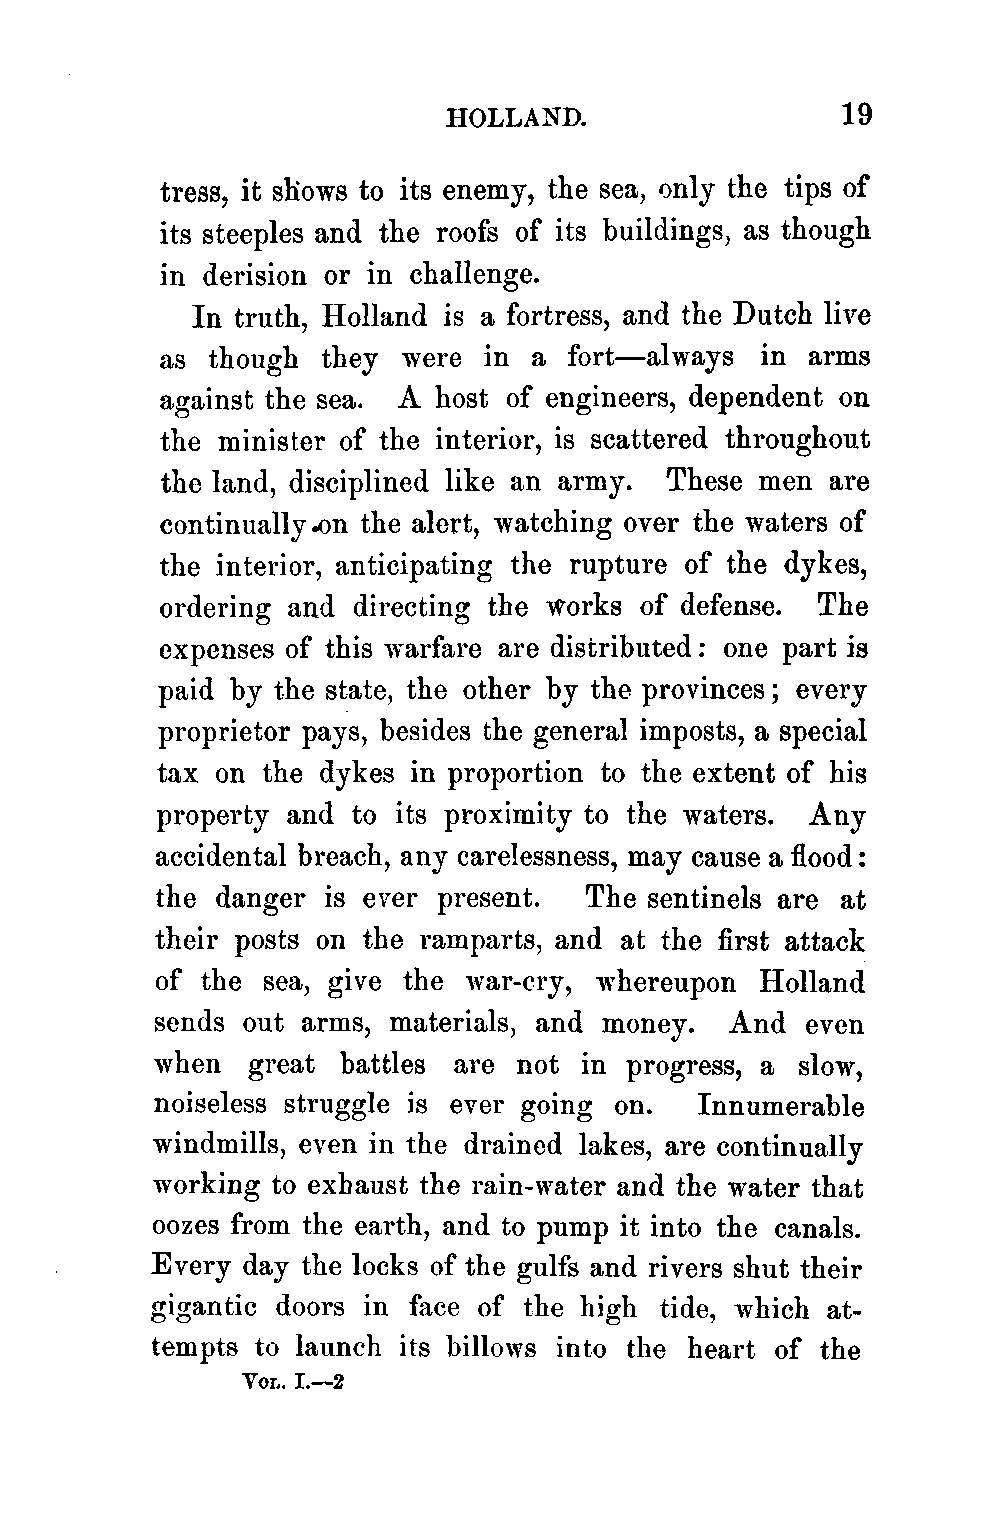 HOLLAND. 19
tress, it shows to its enemy, the sea, only the tips of
its steeples and the roofs of its buildings, as though
in derision or in challenge.
In truth, Holland is a fortress, and the Dutch live
as though they were in a fort—always in arms
against the sea. A host of engineers, dependent on
the minister of the interior, is scattered throughout
the land, disciplined like an army. These men are
continually on the alert, watching over the waters of
the interior, anticipating the rupture of the dykes,
ordering and directing the works of defense. The
expenses of this warfare are distributed: one part is
paid by the state, the other by the provinces; every
proprietor pays, besides the general imposts, a special
tax on the dykes in proportion to the extent of his
property and to its proximity to the waters. Any
accidental breach, any carelessness, may cause a flood:
the danger is ever present. The sentinels are at
their posts on the ramparts, and at the first attack
of the sea, give the war-cry, whereupon Holland
sends out arms, materials, and money. And even
when great battles are not in progress, a slow,
noiseless struggle is ever going on. Innumerable
windmills, even in the drained lakes, are continually
working to exhaust the rain-water and the water that
oozes from the earth, and to pump it into the canals.
Every day the locks of the gulfs and rivers shut their
gigantic doors in face of the high tide, which at-
tempts to launch its billows into the heart of the
VOL. I.—2